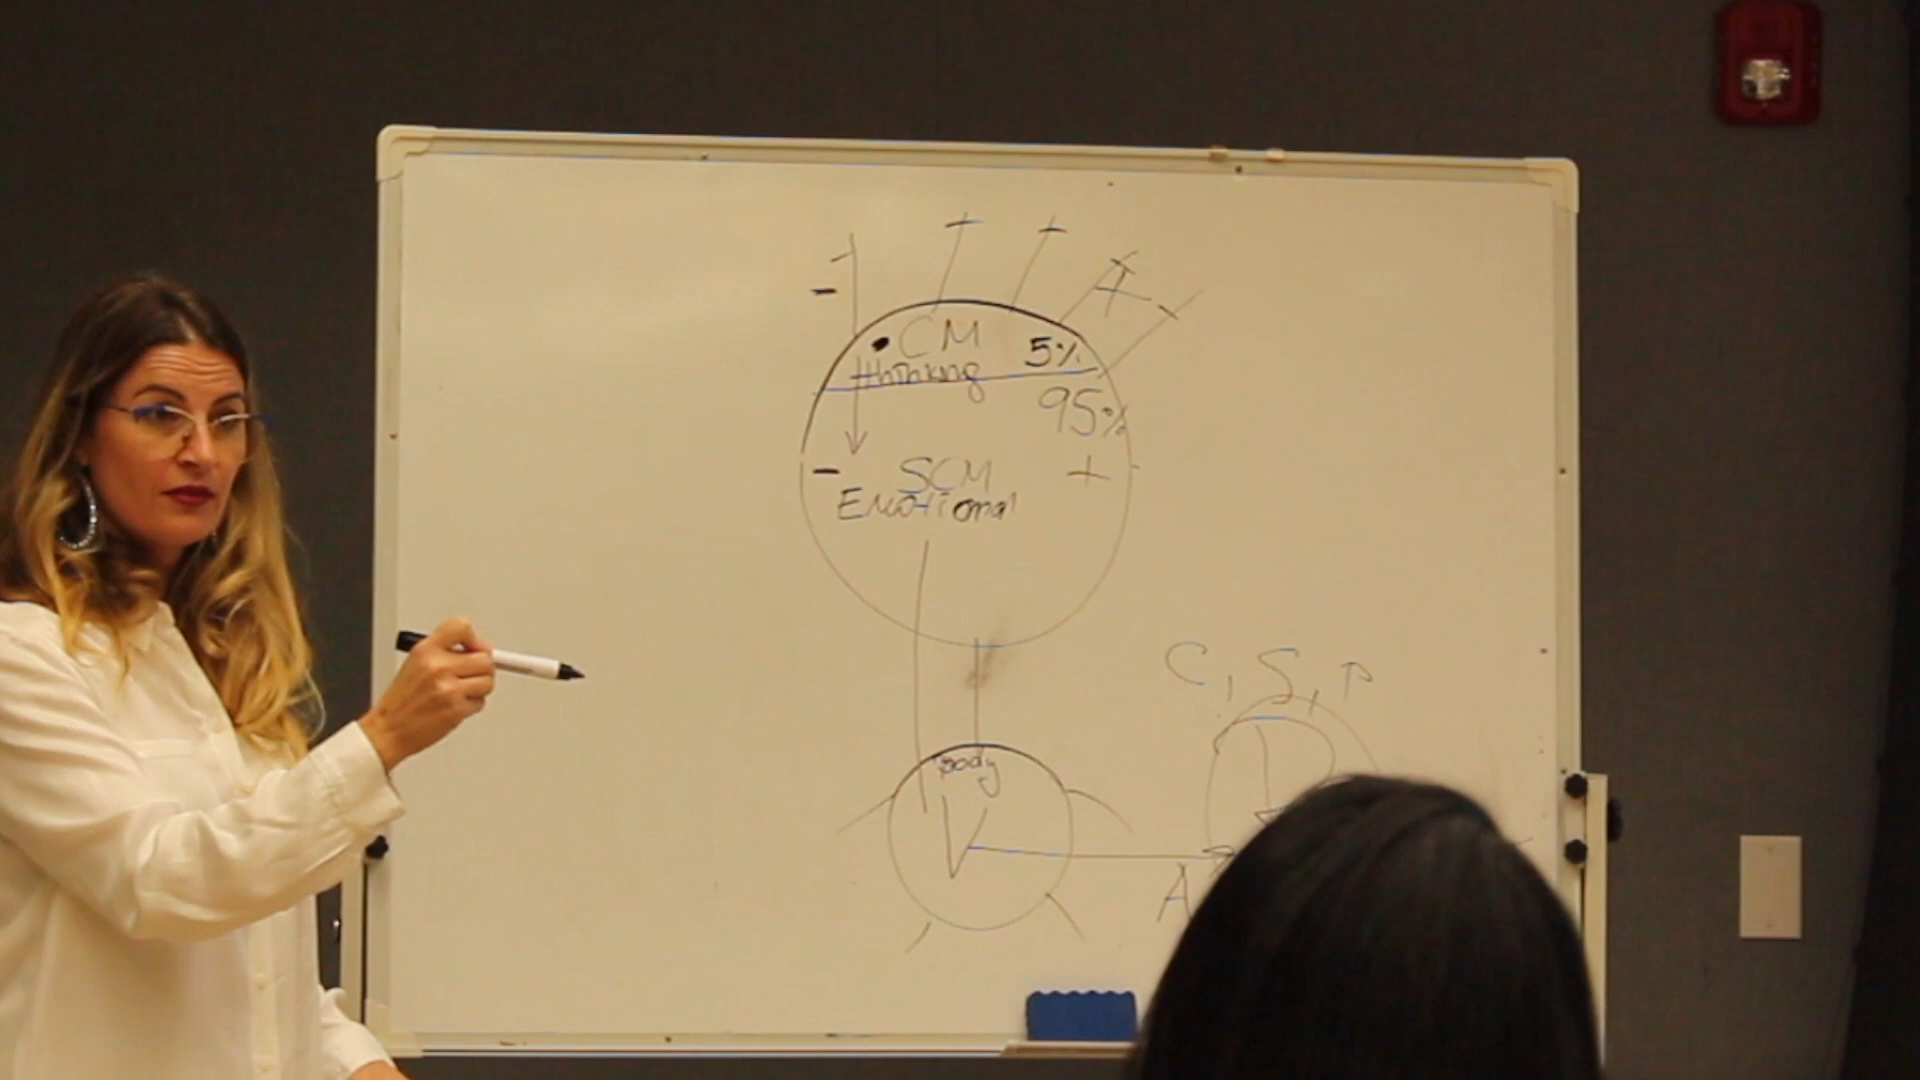 - + + +
CM 5%
thinking
95%
- SCM +
Emotional
C, S, P
Body
V
A